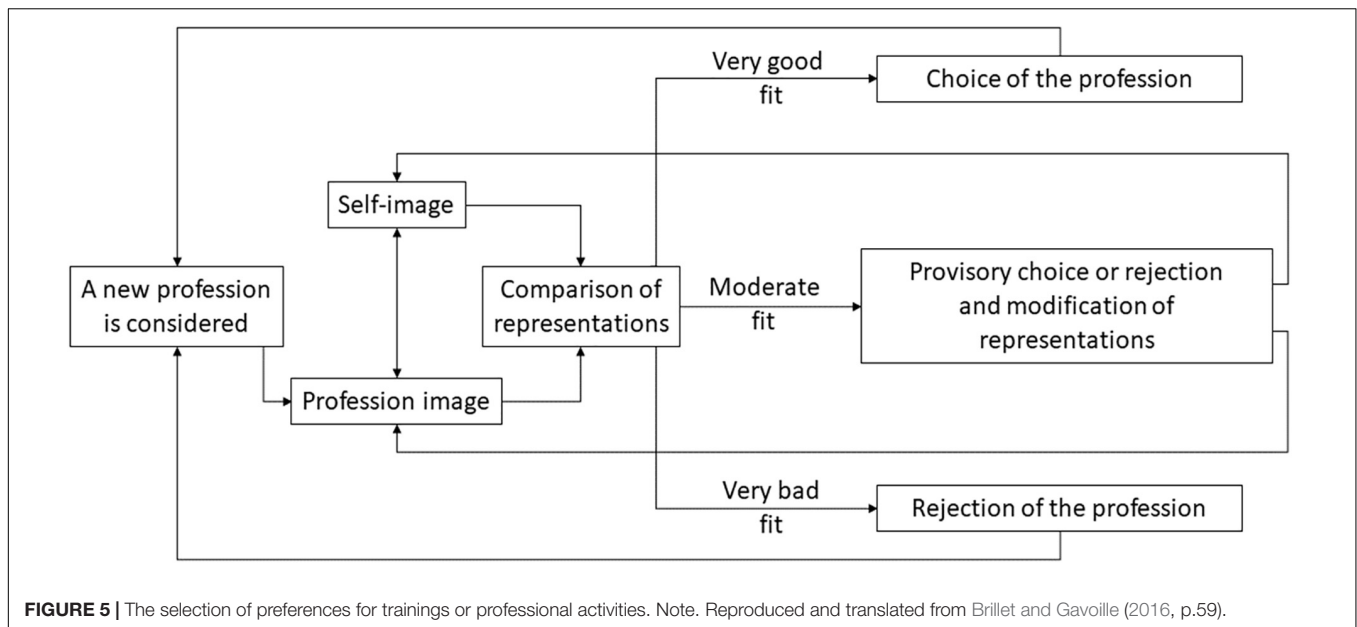 Very good
fit
Choice of the profession
Self-image
A new profession
is considered
Comparison of
representations
Moderate
fit
Provisory choice or rejection
and modification of
representations
Profession image
Very bad
fit
Rejection of the profession
FIGURE 5 | The selection of preferences for trainings or professional activities. Note. Reproduced and translated from Brillet and Gavoille (2016, p.59).